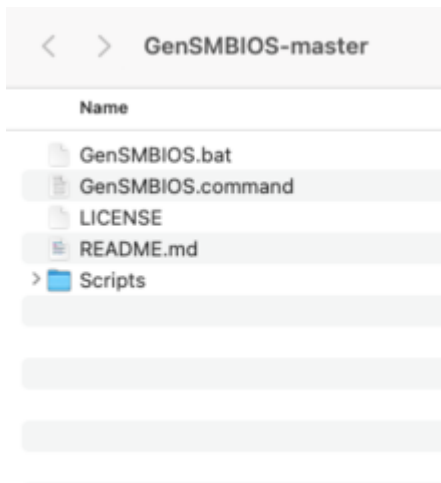 GenSMBIOS-master
Name
GenSMBIOS.bat
GenSMBIOS.command
LICENSE
README.md
Scripts